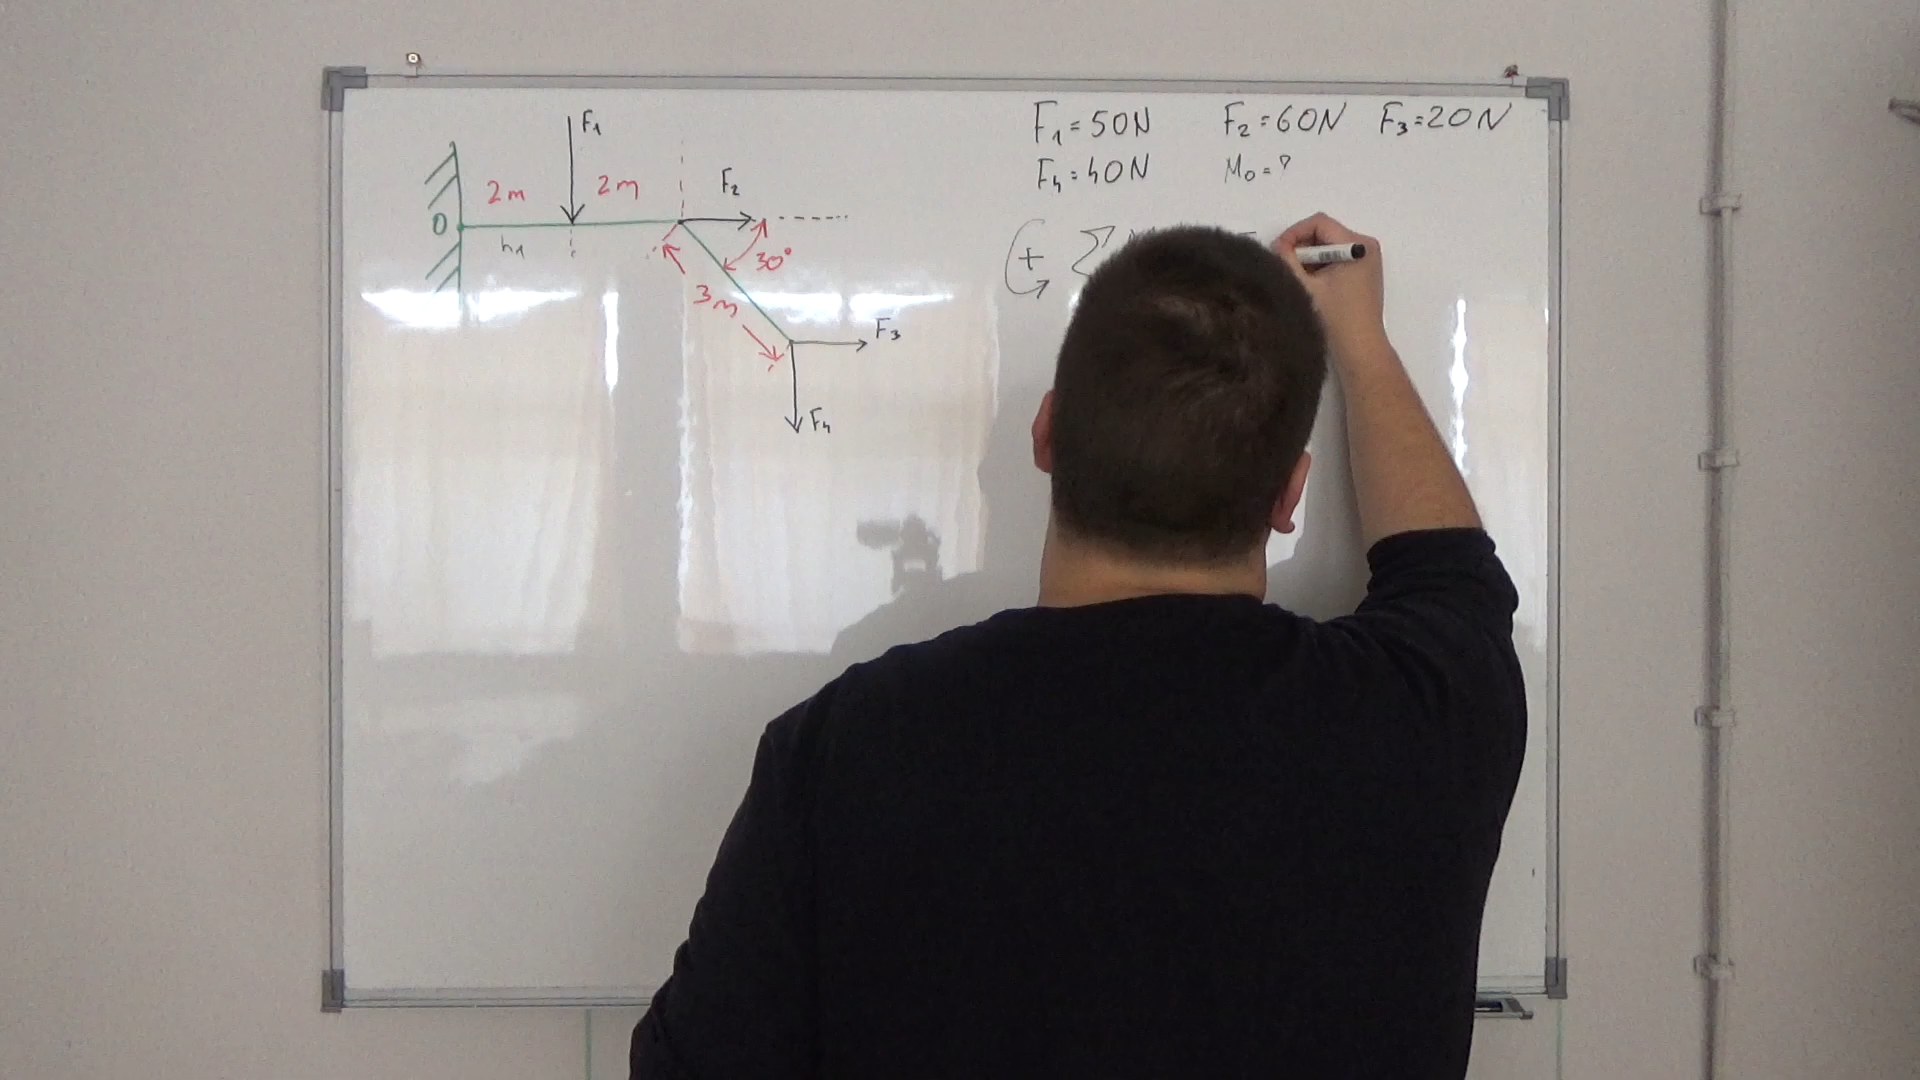 F₁
F₁=50N F₂=60N F₃=20N
F₄=40N M₀=?
2m 2m F₂
0
h₁
30°
+ Σ
3m
F₃
F₄